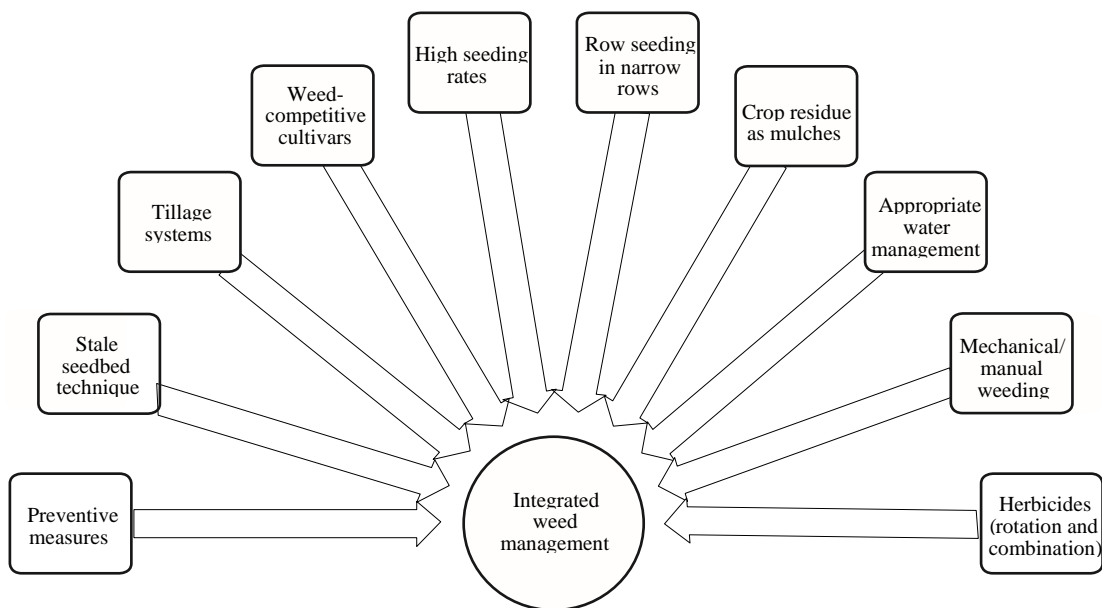 Preventive
measures
Stale
seedbed
technique
Tillage
systems
Weed-
competitive
cultivars
High seeding
rates
Row seeding
in narrow
rows
Crop residue
as mulches
Appropriate
water
management
Mechanical/
manual
weeding
Herbicides
(rotation and
combination)
Integrated
weed
management